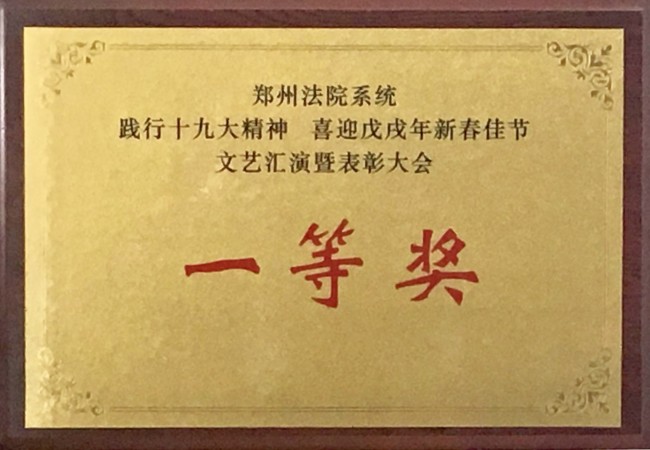 郑州法院系统
践行十九大精神 喜迎戊戌年新春佳节
文艺汇演暨表彰大会
一等奖